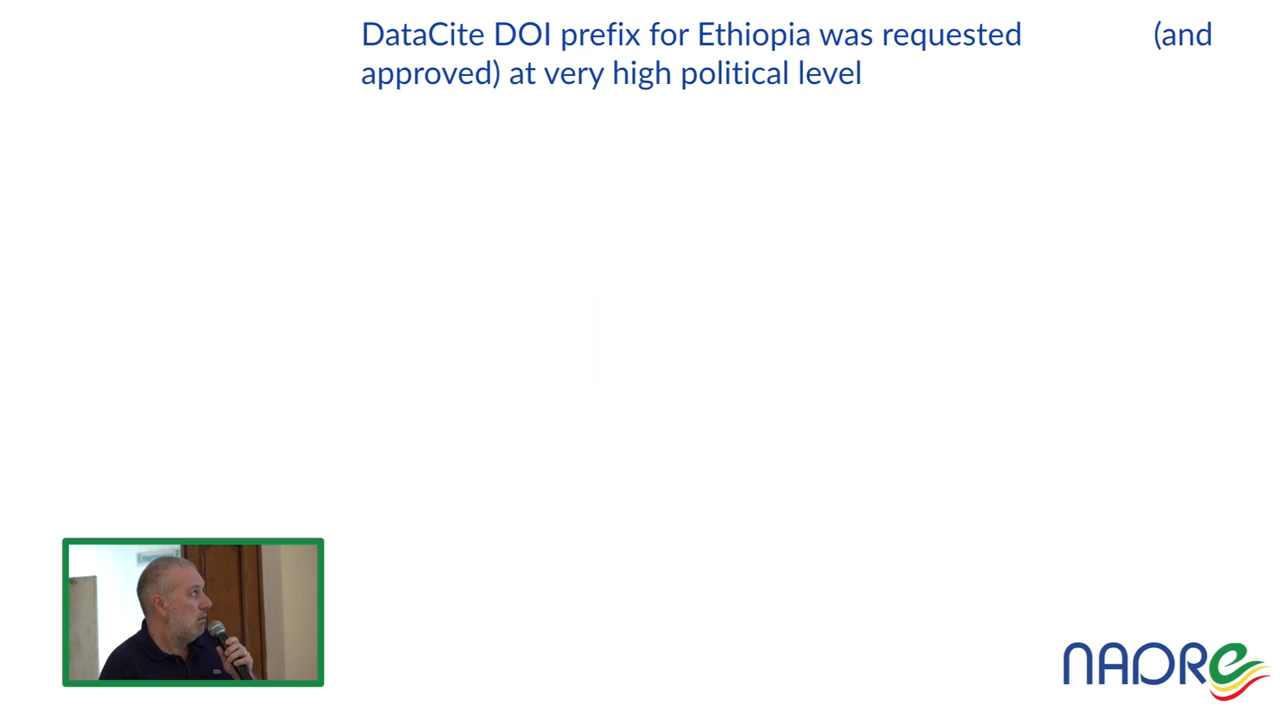 DataCite DOI prefix for Ethiopia was requested (and
approved) at very high political level
NADRe